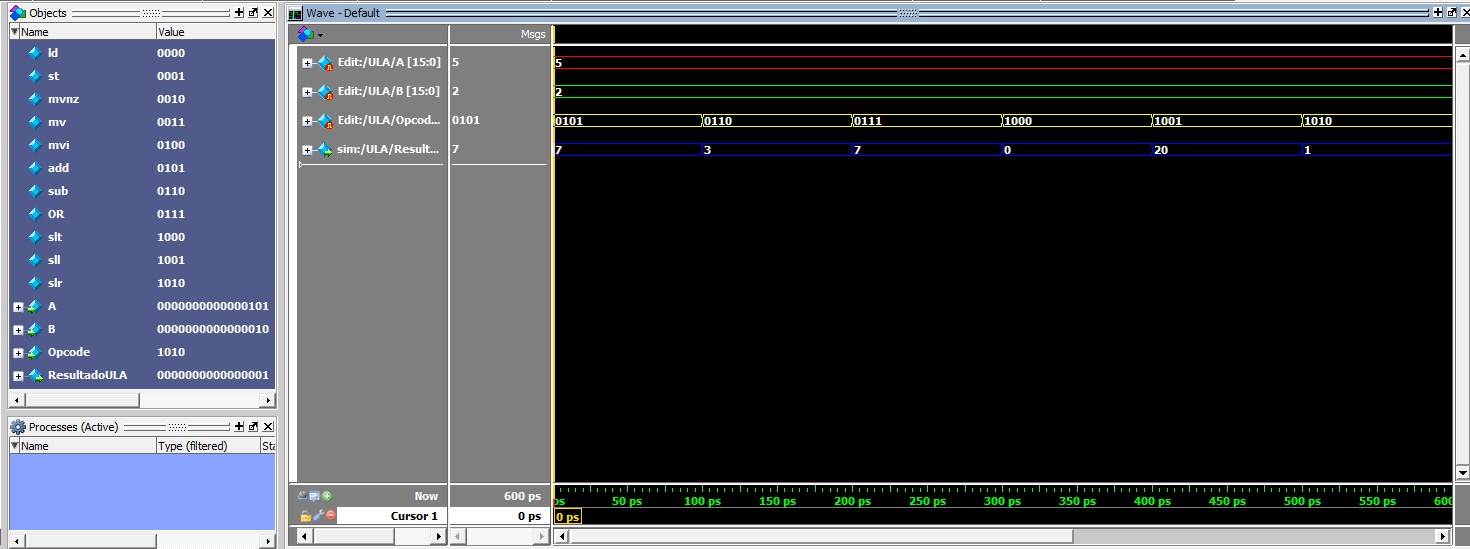 Objects
Name Value
ld 0000
st 0001
mvnz 0010
mv 0011
mvi 0100
add 0101
sub 0110
OR 0111
slt 1000
sll 1001
slr 1010
A 0000000000000101
B 0000000000000010
Opcode 1010
ResultadoULA 0000000000000001
Processes (Active)
Name Type (filtered) Sta
Wave - Default
Msgs
Edit:/ULA/A [15:0] 5 5
Edit:/ULA/B [15:0] 2 2
Edit:/ULA/Opcod... 0101 0101 0110 0111 1000 1001 1010
sim:/ULA/Result... 7 7 3 7 0 20 1
Now 600 ps ps 50 ps 100 ps 150 ps 200 ps 250 ps 300 ps 350 ps 400 ps 450 ps 500 ps 550 ps 600
Cursor 1 0 ps 0 ps